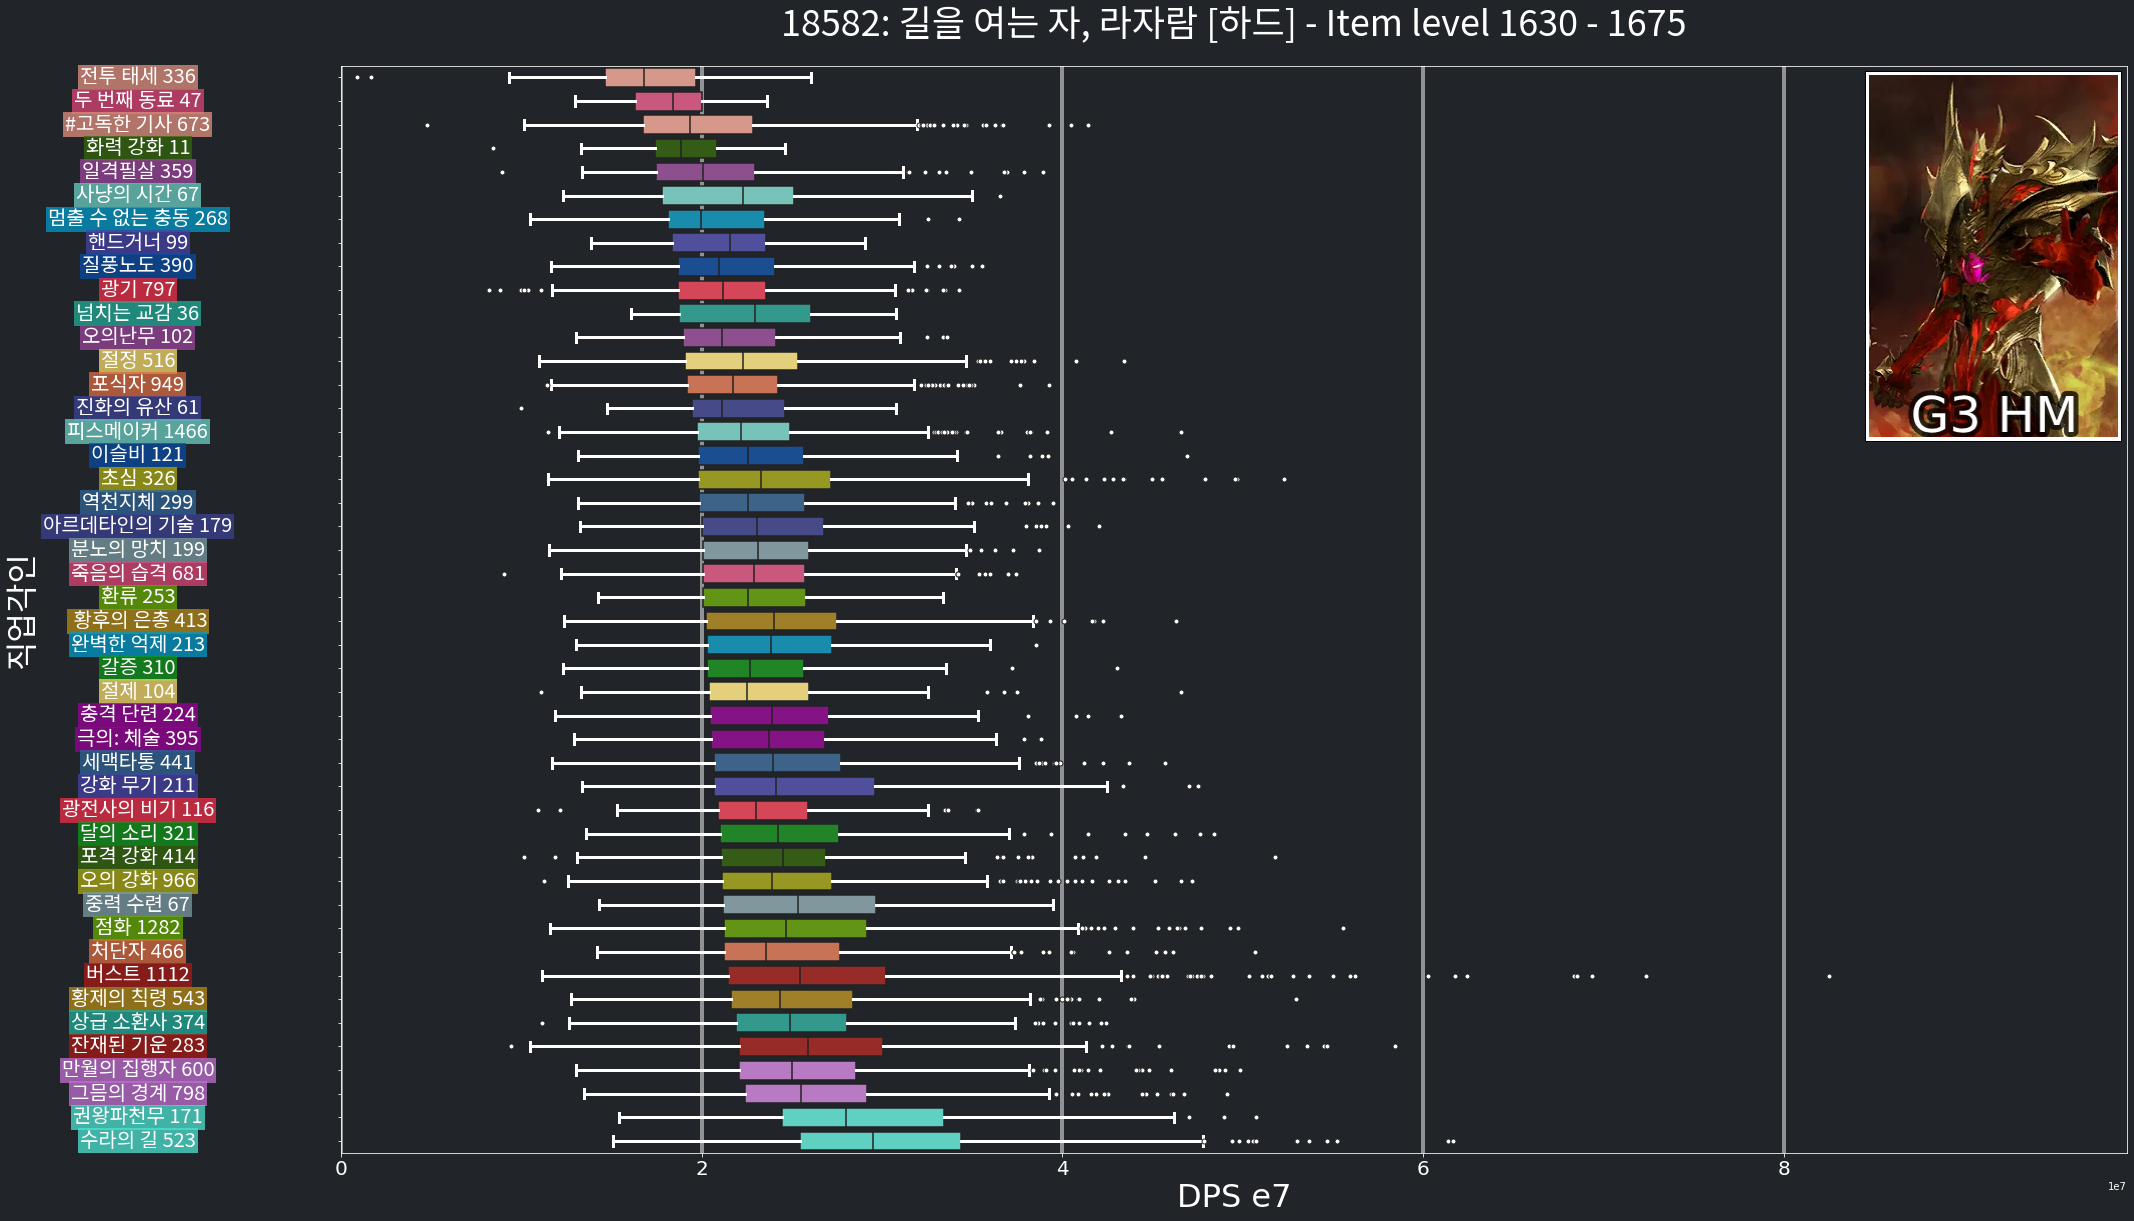 18582: 길을 여는 자, 라자람 [하드] - Item level 1630 - 1675
전투 태세 336
두 번째 동료 47
#고독한 기사 673
화력 강화 11
일격필살 359
사냥의 시간 67
멈출 수 없는 충동 268
핸드거너 99
질풍노도 390
광기 797
넘치는 교감 36
오의난무 102
절정 516
포식자 949
진화의 유산 61
피스메이커 1466
이슬비 121
초심 326
역천지체 299
아르데타인의 기술 179
분노의 망치 199
죽음의 습격 681
환류 253
황후의 은총 413
완벽한 억제 213
갈증 310
절제 104
충격 단련 224
극의: 체술 395
세맥타통 441
강화 무기 211
광전사의 비기 116
달의 소리 321
포격 강화 414
오의 강화 966
중력 수련 67
점화 1282
처단자 466
버스트 1112
황제의 칙령 543
상급 소환사 374
잔재된 기운 283
만월의 집행자 600
그믐의 경계 798
권왕파천무 171
수라의 길 523
직업각인
G3 HM
0 2 4 6 8
1e7
DPS e7